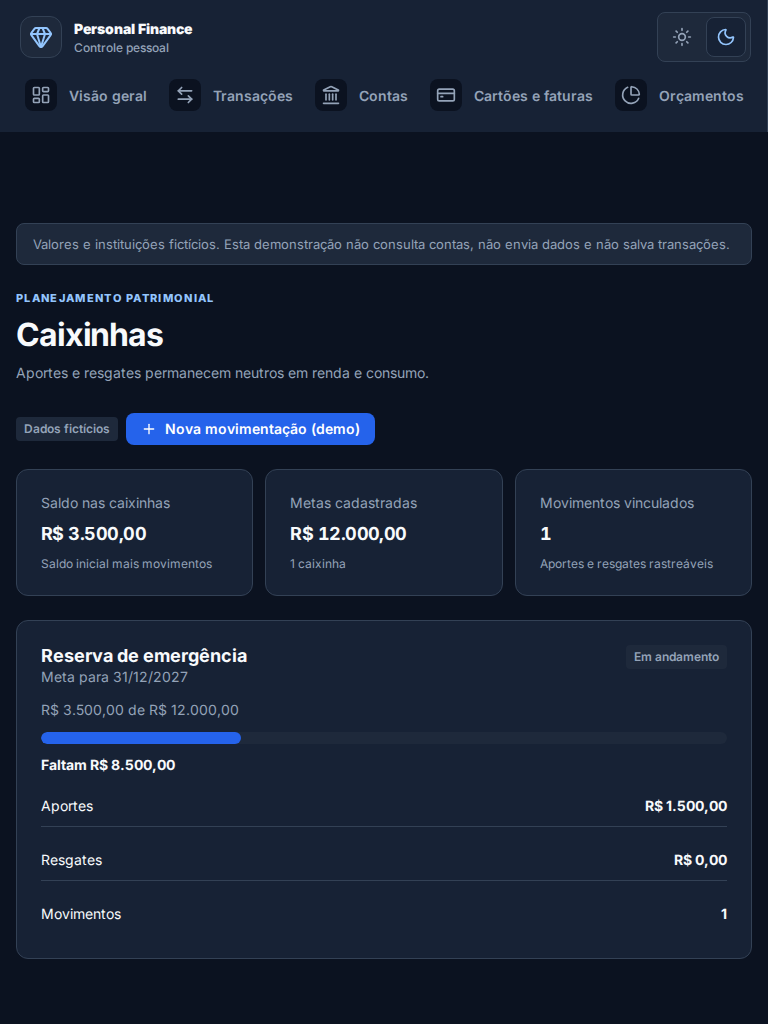 Personal Finance
Controle pessoal
Visão geral
Transações
Contas
Cartões e faturas
Orçamentos
Valores e instituições fictícios. Esta demonstração não consulta contas, não envia dados e não salva transações.
PLANEJAMENTO PATRIMONIAL
Caixinhas
Aportes e resgates permanecem neutros em renda e consumo.
Dados fictícios
Nova movimentação (demo)
Saldo nas caixinhas
R$ 3.500,00
Saldo inicial mais movimentos
Metas cadastradas
R$ 12.000,00
1 caixinha
Movimentos vinculados
1
Aportes e resgates rastreáveis
Reserva de emergência
Em andamento
Meta para 31/12/2027
R$ 3.500,00 de R$ 12.000,00
Faltam R$ 8.500,00
Aportes R$ 1.500,00
Resgates R$ 0,00
Movimentos 1